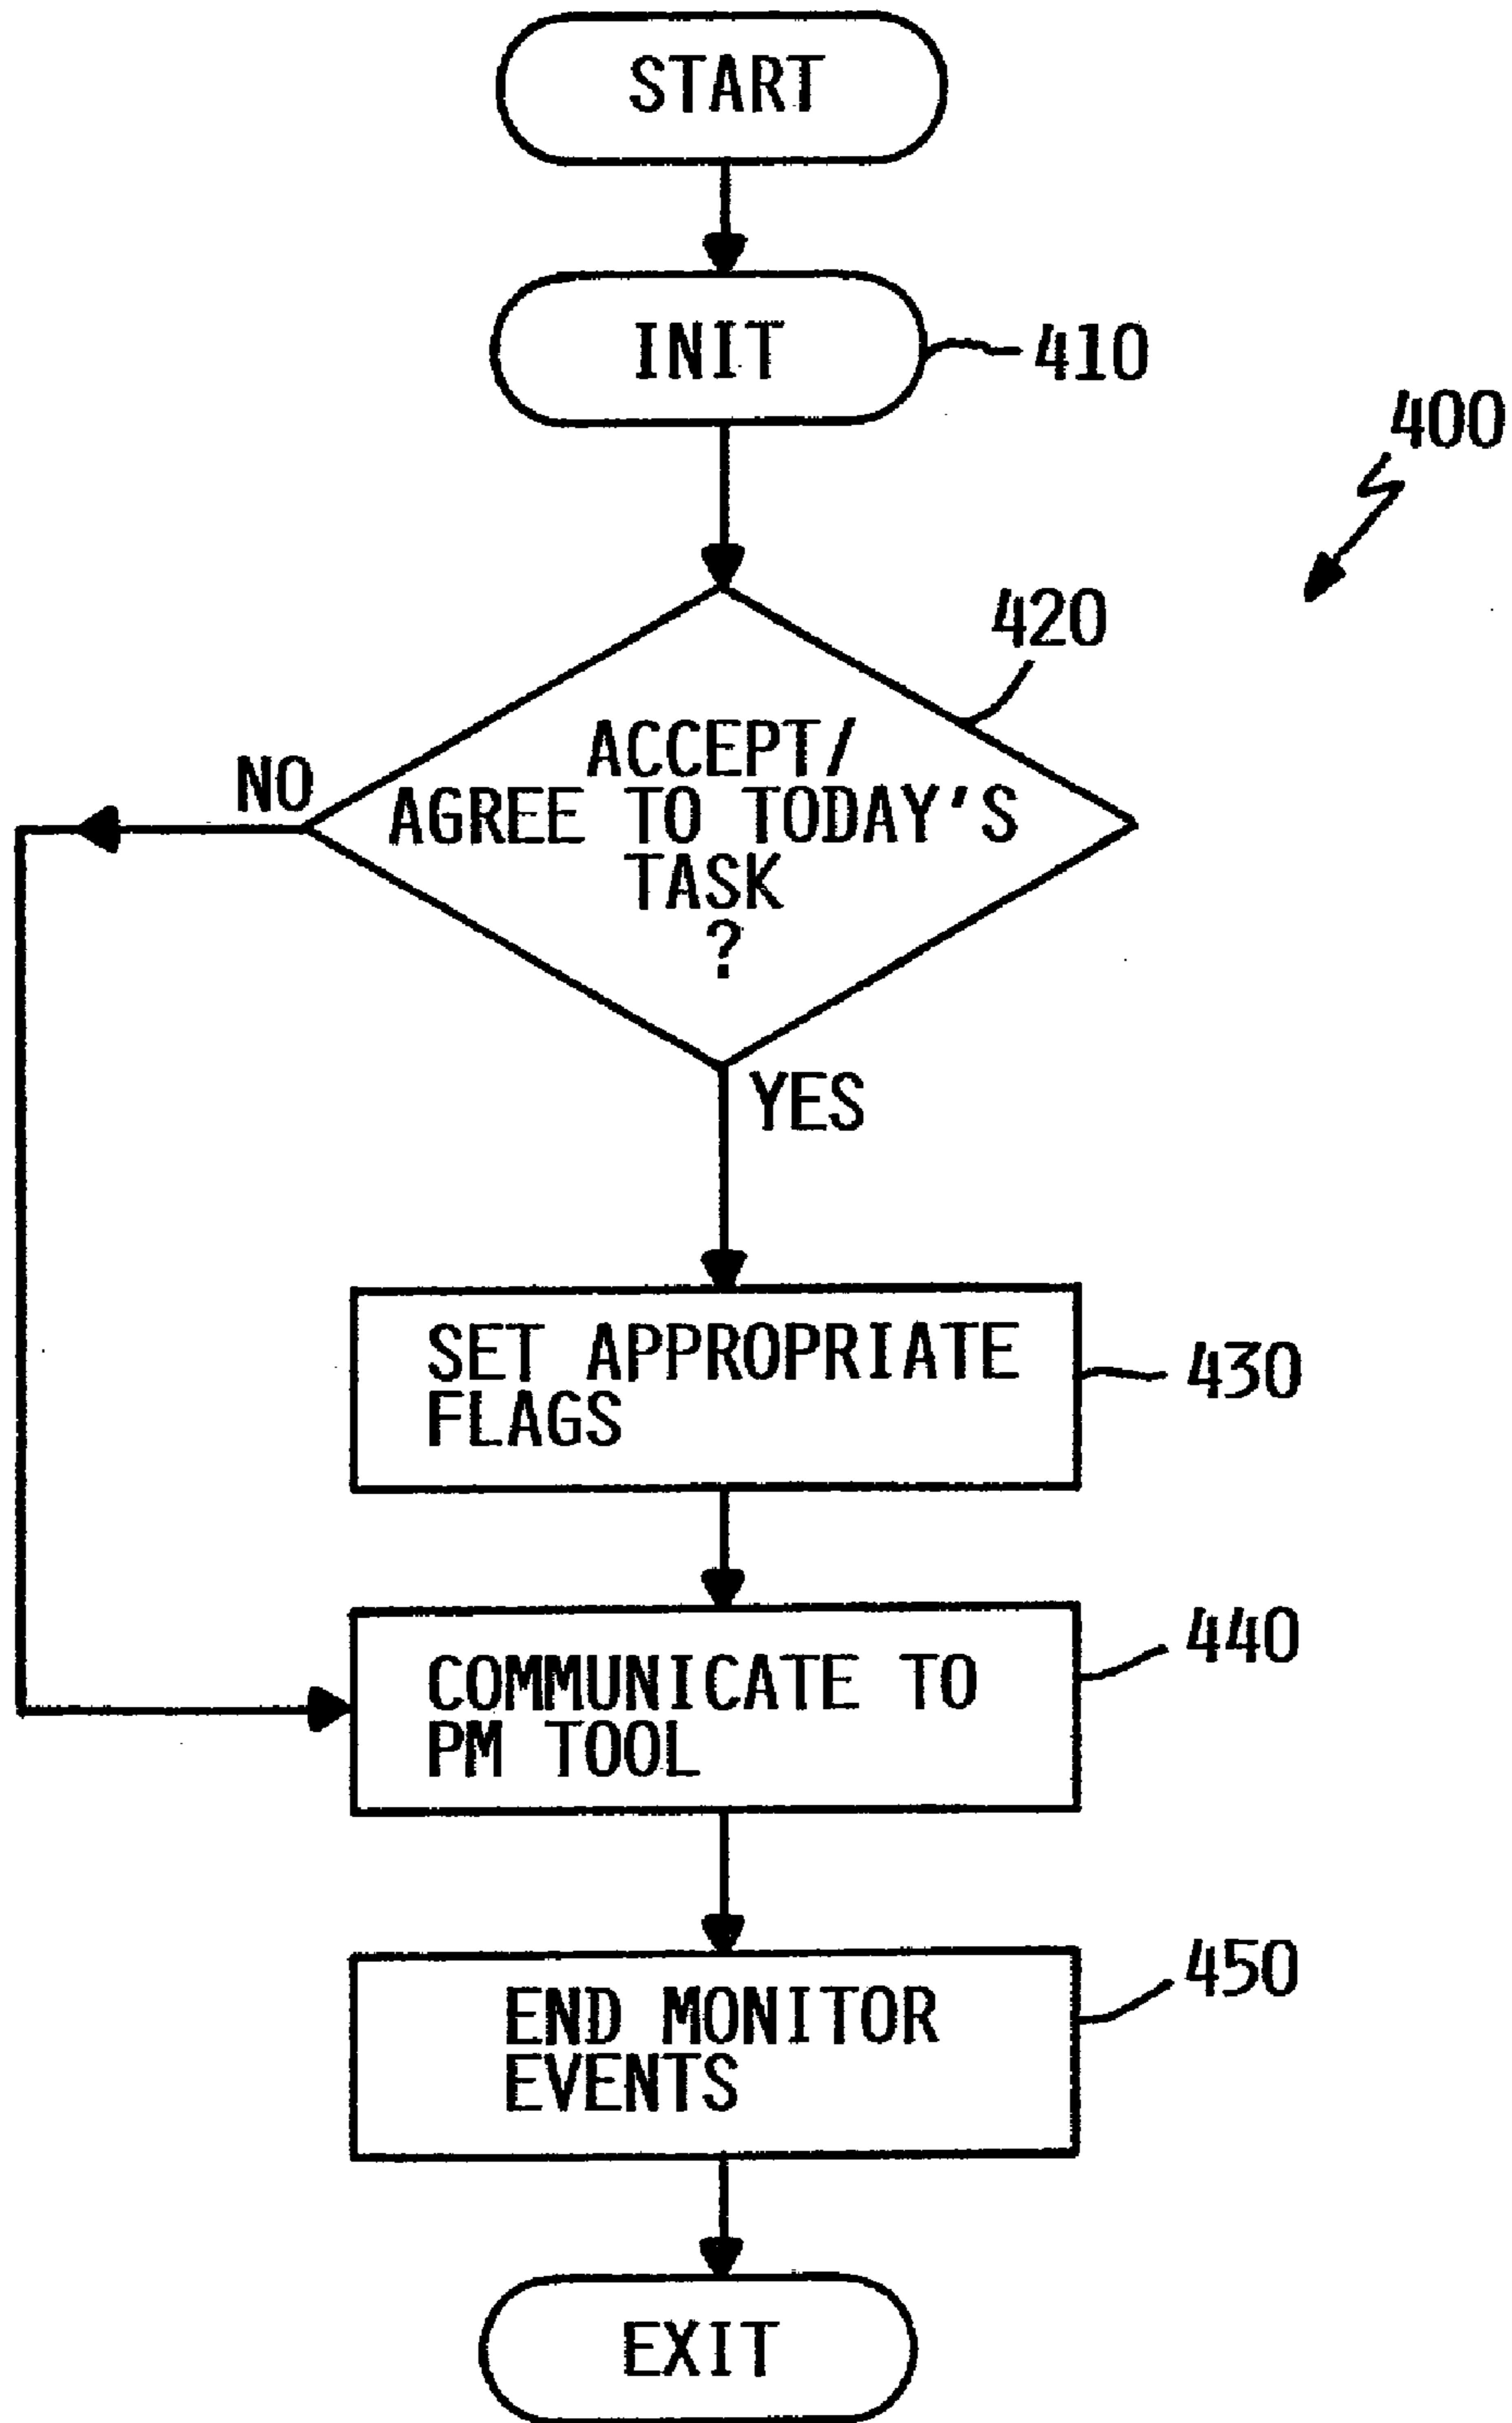 START
INIT
410
400
420
ACCEPT/
AGREE TO TODAY'S
TASK
?
NO
YES
SET APPROPRIATE
FLAGS
430
COMMUNICATE TO
PM TOOL
440
END MONITOR
EVENTS
450
EXIT